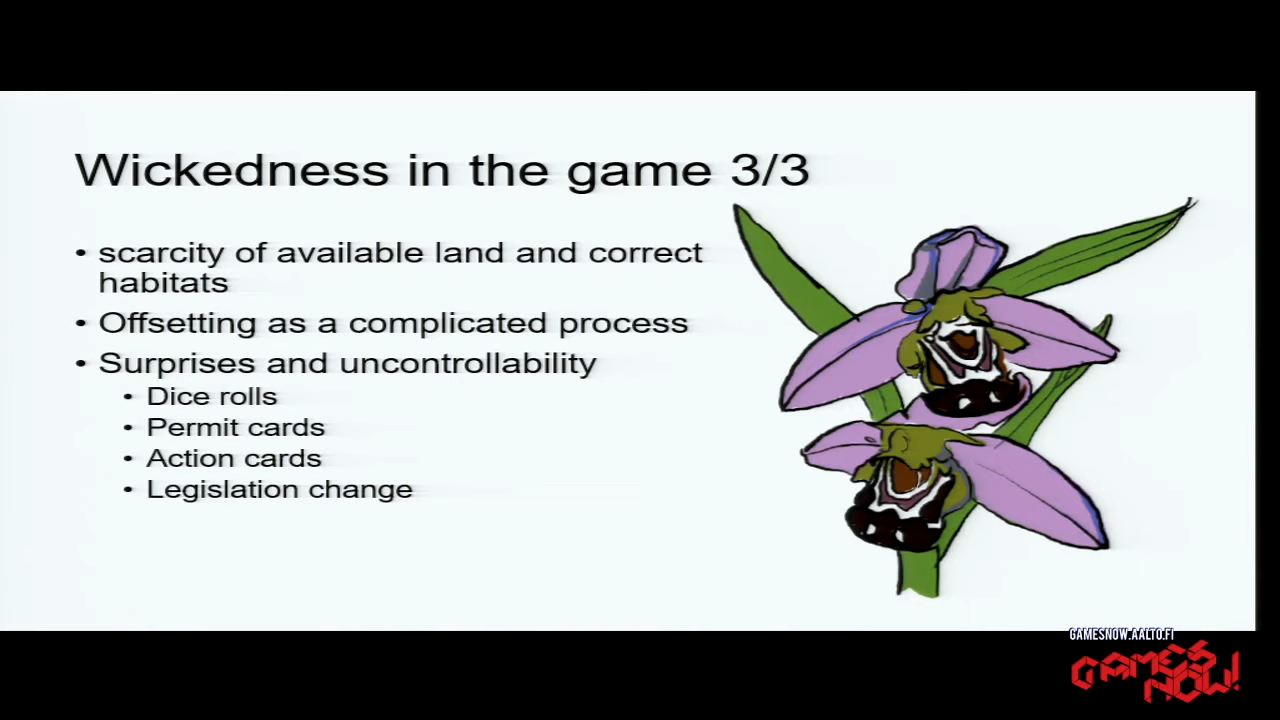 Wickedness in the game 3/3
• scarcity of available land and correct
habitats
• Offsetting as a complicated process
• Surprises and uncontrollability
• Dice rolls
• Permit cards
• Action cards
• Legislation change
GAMESNOW.AALTO.FI
GAMES
NOW!